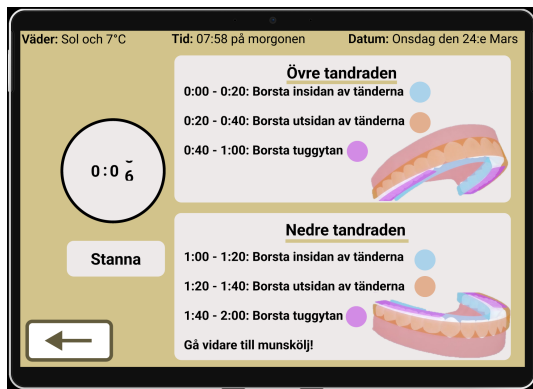 Väder: Sol och 7°C
Tid: 07:58 på morgonen
Datum: Onsdag den 24:e Mars
Övre tandraden
0:00 - 0:20: Borsta insidan av tänderna
0:20 - 0:40: Borsta utsidan av tänderna
0:40 - 1:00: Borsta tuggytan
0:06
Stanna
Nedre tandraden
1:00 - 1:20: Borsta insidan av tänderna
1:20 - 1:40: Borsta utsidan av tänderna
1:40 - 2:00: Borsta tuggytan
Gå vidare till munskölj!